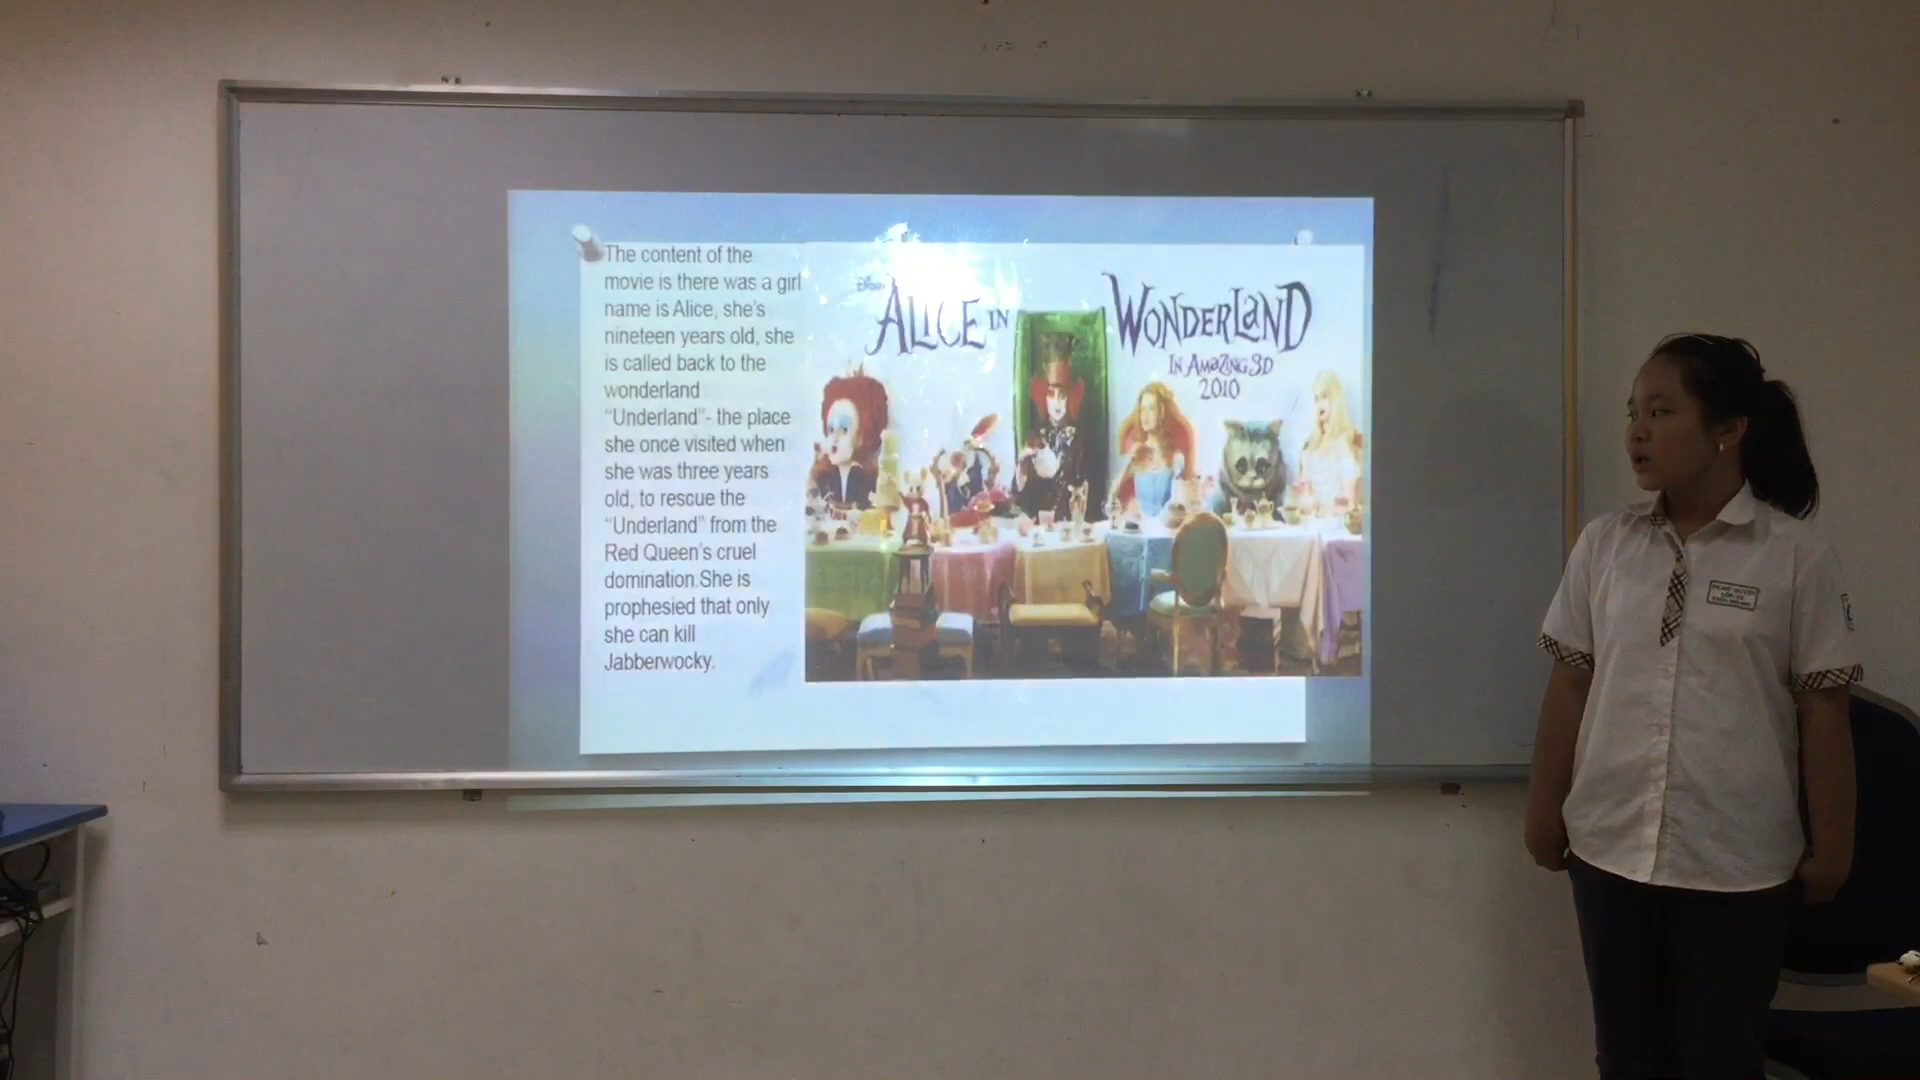 The content of the
movie is there was a girl
name is Alice, she's
nineteen years old, she
is called back to the
wonderland
“Underland”- the place
she once visited when
she was three years
old, to rescue the
“Underland” from the
Red Queen's cruel
domination.She is
prophesied that only
she can kill
Jabberwocky.
Disney
ALICE IN WONDERLAND
IN AMAZING 3D
2010